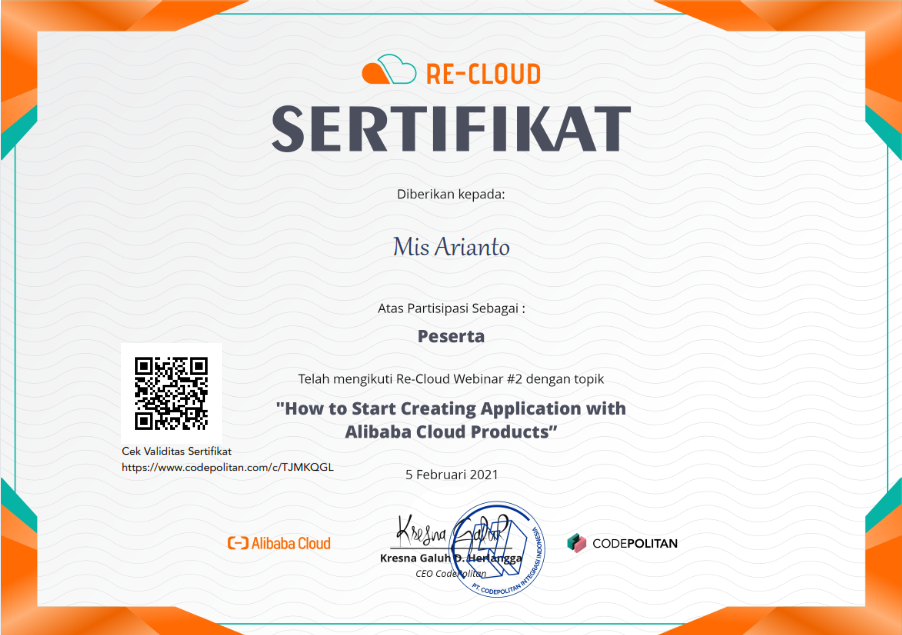 RE-CLOUD
SERTIFIKAT
Diberikan kepada:
Mis Arianto
Atas Partisipasi Sebagai :
Peserta
Telah mengikuti Re-Cloud Webinar #2 dengan topik
"How to Start Creating Application with
Alibaba Cloud Products”
5 Februari 2021
Cek Validitas Sertifikat
https://www.codepolitan.com/c/TJMKQGL
Alibaba Cloud
Kresna Galuh
Kresna Galuh D. Herlangga
CEO CodePolitan
PT. CODEPOLITAN INTEGRASI INDONESIA
CODEPOLITAN